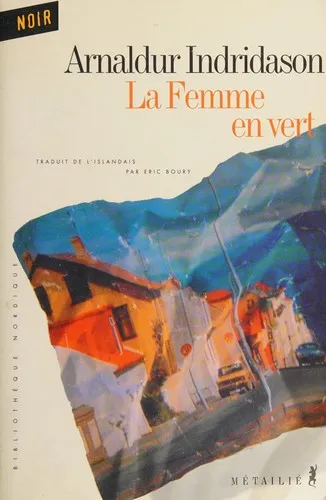 NOIR
Arnaldur Indridason
La Femme
en vert
TRADUIT DE L'ISLANDAIS
PAR ERIC BOURY
BIBLIOTHÈQUE NORDIQUE
MÉTAILIÉ